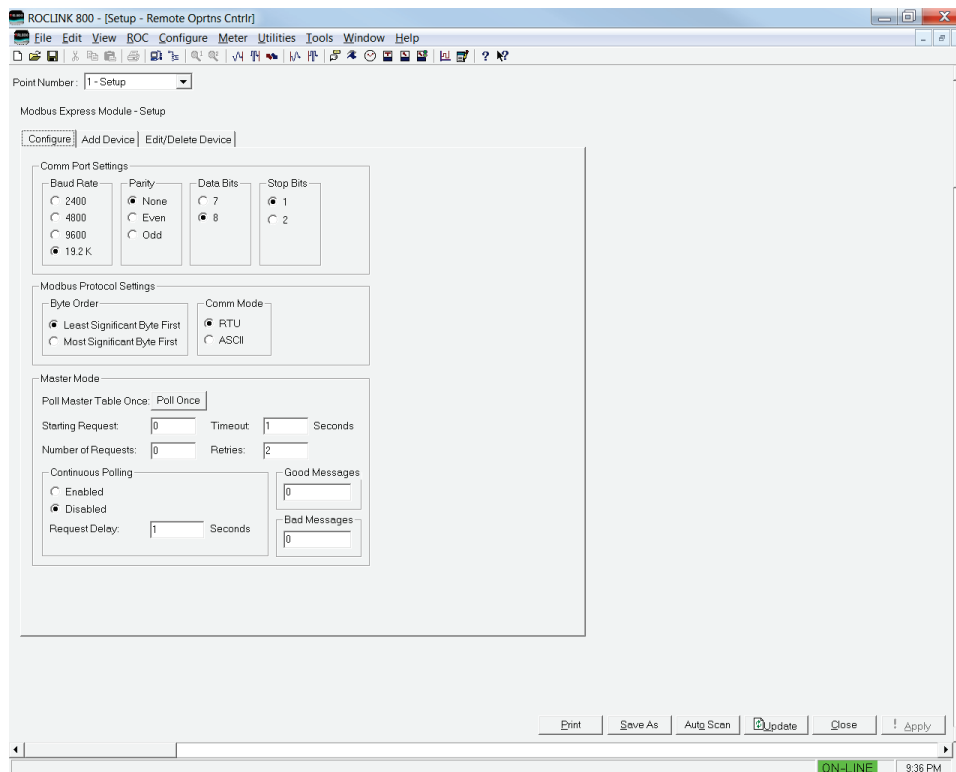 ROCLINK 800 - [Setup - Remote Oprtns Cntrlr]
File Edit View ROC Configure Meter Utilities Tools Window Help
Point Number: 1 - Setup
Modbus Express Module - Setup
Configure Add Device Edit/Delete Device
Comm Port Settings
Baud Rate Parity Data Bits Stop Bits
2400 None 7 1
4800 Even 8 2
9600 Odd
19.2 K
Modbus Protocol Settings
Byte Order Comm Mode
Least Significant Byte First RTU
Most Significant Byte First ASCII
Master Mode
Poll Master Table Once: Poll Once
Starting Request: 0 Timeout: 1 Seconds
Number of Requests: 0 Retries: 2
Continuous Polling Good Messages
Enabled 0
Disabled
Request Delay: 1 Seconds Bad Messages
0
Print Save As Auto Scan Update Close ! Apply
ON-LINE 9:36 PM